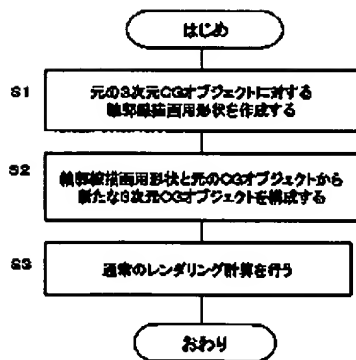 はじめ
S1
元の3次元CGオブジェクトに対する
輪郭線描画用形状を作成する
S2
輪郭線描画用形状と元のCGオブジェクトから
新たな3次元CGオブジェクトを構成する
S3
通常のレンダリング計算を行う
おわり